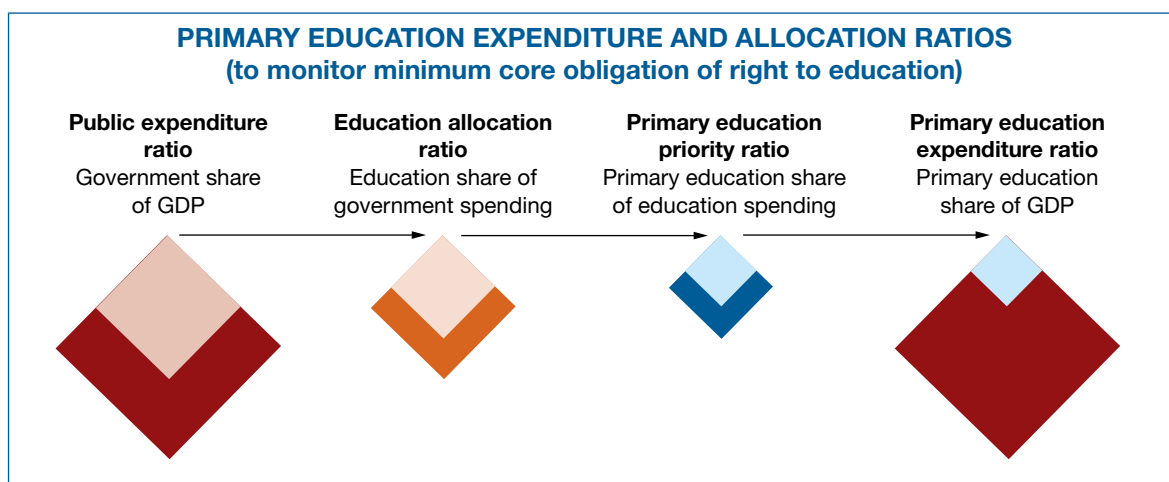 PRIMARY EDUCATION EXPENDITURE AND ALLOCATION RATIOS
(to monitor minimum core obligation of right to education)
Public expenditure
ratio
Government share
of GDP
Education allocation
ratio
Education share of
government spending
Primary education
priority ratio
Primary education share
of education spending
Primary education
expenditure ratio
Primary education
share of GDP